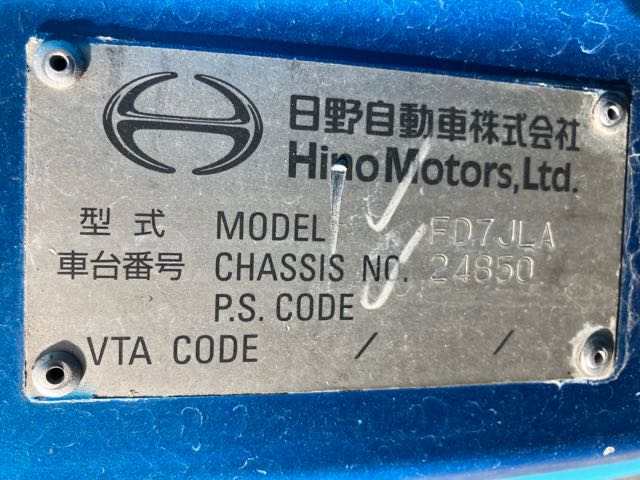 日野自動車株式会社
Hino Motors, Ltd.
型式 MODEL FD7JLA
車台番号 CHASSIS NO. 24850
P.S. CODE
VTA CODE / /